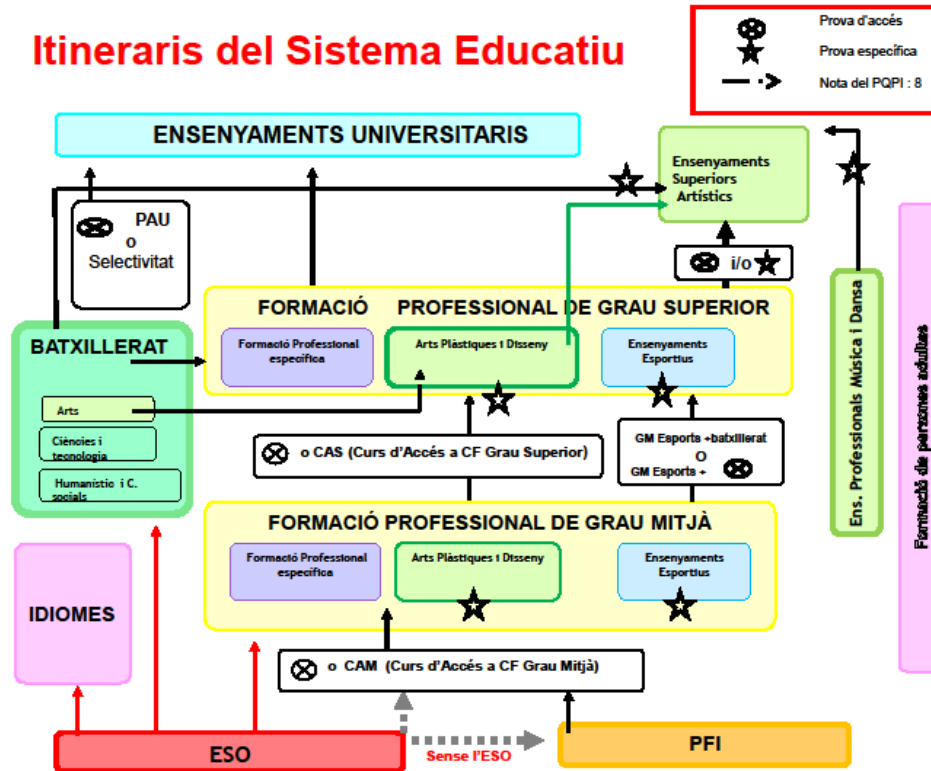 Itineraris del Sistema Educatiu
Prova d'accés
Prova específica
Nota del PQPI : 8
ENSENYAMENTS UNIVERSITARIS
Ensenyaments
Superiors
Artístics
PAU
o
Selectivitat
i/o
FORMACIÓ PROFESSIONAL DE GRAU SUPERIOR
Formació Professional
específica
Arts Plàstiques i Disseny
Ensenyaments
Esportius
BATXILLERAT
Arts
Ciències i
tecnologia
Humanístic i C.
socials
o CAS (Curs d'Accés a CF Grau Superior)
GM Esports +batxillerat
O
GM Esports +
Ens. Professionals Música i Dansa
Formació de persones adultes
FORMACIÓ PROFESSIONAL DE GRAU MITJÀ
Formació Professional
específica
Arts Plàstiques i Disseny
Ensenyaments
Esportius
IDIOMES
o CAM (Curs d'Accés a CF Grau Mitjà)
ESO
Sense l'ESO
PFI